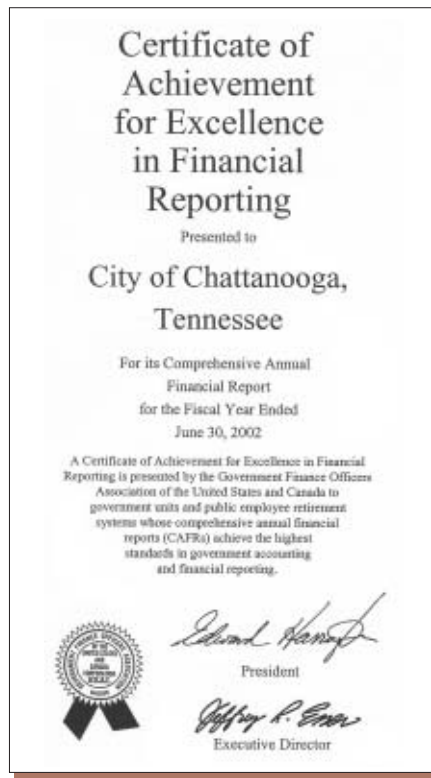 Certificate of
Achievement
for Excellence
in Financial
Reporting
Presented to
City of Chattanooga,
Tennessee
For its Comprehensive Annual
Financial Report
for the Fiscal Year Ended
June 30, 2002
A Certificate of Achievement for Excellence in Financial
Reporting is presented by the Government Finance Officers
Association of the United States and Canada to
government units and public employee retirement
systems whose comprehensive annual financial
reports (CAFRs) achieve the highest
standards in government accounting
and financial reporting.
Edward
President
Jeffrey R.
Executive Director